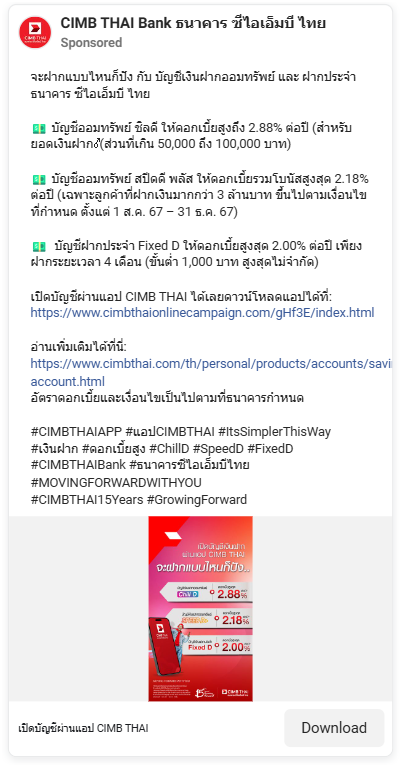 CIMB THAI Bank ธนาคาร ซีไอเอ็มบี ไทย
Sponsored
จะฝากแบบไหนก็ปัง กับ บัญชีเงินฝากออมทรัพย์ และ ฝากประจำ
ธนาคาร ซีไอเอ็มบี ไทย
💵 บัญชีออมทรัพย์ ชิลดี ให้ดอกเบี้ยสูงถึง 2.88% ต่อปี (สำหรับ
ยอดเงินฝากง(ส่วนที่เกิน 50,000 ถึง 100,000 บาท)
💵 บัญชีออมทรัพย์ สปีดดี พลัส ให้ดอกเบี้ยรวมโบนัสสูงสุด 2.18%
ต่อปี (เฉพาะลูกค้าที่ฝากเงินมากกว่า 3 ล้านบาท ขึ้นไปตามเงื่อนไข
ที่กำหนด ตั้งแต่ 1 ส.ค. 67 – 31 ธ.ค. 67)
💵 บัญชีฝากประจำ Fixed D ให้ดอกเบี้ยสูงสุด 2.00% ต่อปี เพียง
ฝากระยะเวลา 4 เดือน (ขั้นต่ำ 1,000 บาท สูงสุดไม่จำกัด)
เปิดบัญชีผ่านแอป CIMB THAI ได้เลยดาวน์โหลดแอปได้ที่:
https://www.cimbthaionlinecampaign.com/gHf3E/index.html
อ่านเพิ่มเติมได้ที่นี่:
https://www.cimbthai.com/th/personal/products/accounts/savi
account.html
อัตราดอกเบี้ยและเงื่อนไขเป็นไปตามที่ธนาคารกำหนด
#CIMBTHAIAPP #แอปCIMBTHAI #ItsSimplerThisWay
#เงินฝาก #ดอกเบี้ยสูง #ChillD #SpeedD #FixedD
#CIMBTHAIBank #ธนาคารซีไอเอ็มบีไทย
#MOVINGFORWARDWITHYOU
#CIMBTHAI15Years #GrowingForward
เปิดบัญชีเงินฝาก
ผ่านแอป CIMB THAI
จะฝากแบบไหนก็ปัง..
Chill D
2.88%
2.18%
Fixed D
2.00%
CIMB THAI
เปิดบัญชีผ่านแอป CIMB THAI
Download